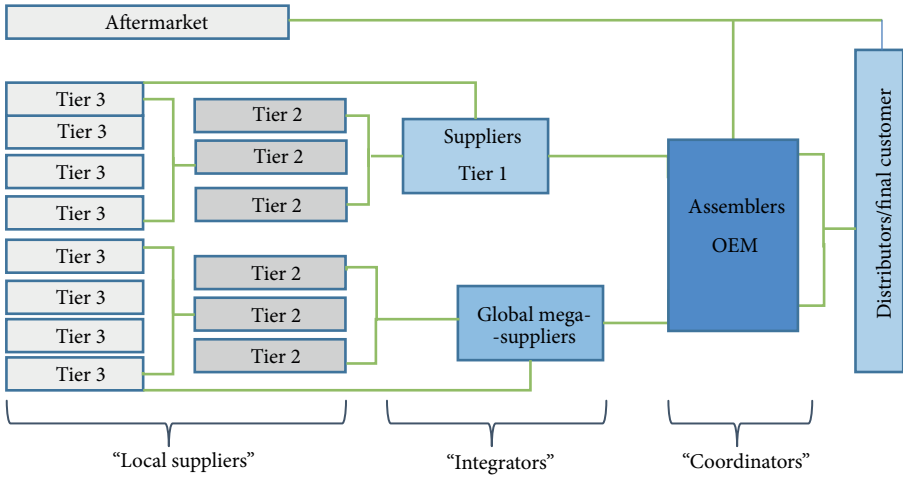 Aftermarket
Tier 3
Tier 3
Tier 3
Tier 3
Tier 2
Tier 2
Tier 2
Suppliers
Tier 1
Tier 3
Tier 3
Tier 3
Tier 3
Tier 2
Tier 2
Tier 2
Global mega-
-suppliers
Assemblers
OEM
Distributors/final customer
“Local suppliers”
“Integrators”
“Coordinators”